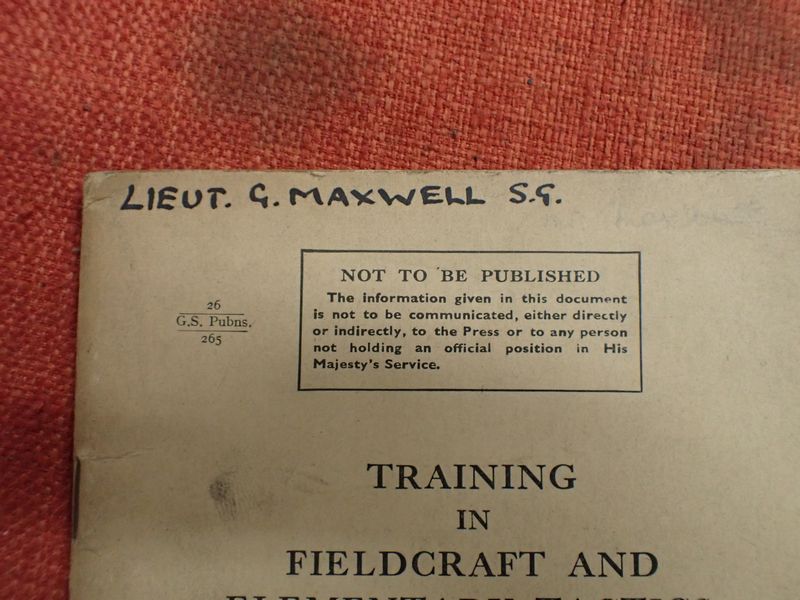 LIEUT. G. MAXWELL S.G.
NOT TO BE PUBLISHED
The information given in this document
is not to be communicated, either directly
or indirectly, to the Press or to any person
not holding an official position in His
Majesty's Service.
26
G.S. Pubns.
265
TRAINING
IN
FIELDCRAFT AND
ELEMENTARY TACTICS